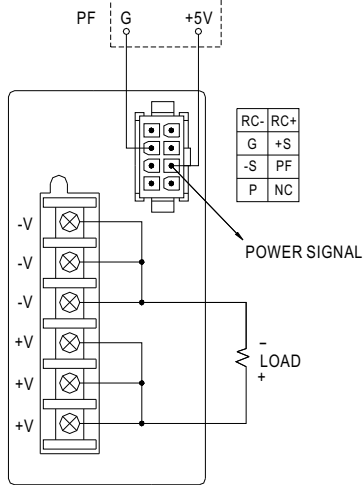 PF G +5V
RC- RC+
G +S
-S PF
P NC
POWER SIGNAL
-V
-V
-V
+V
+V
+V
−
LOAD
+